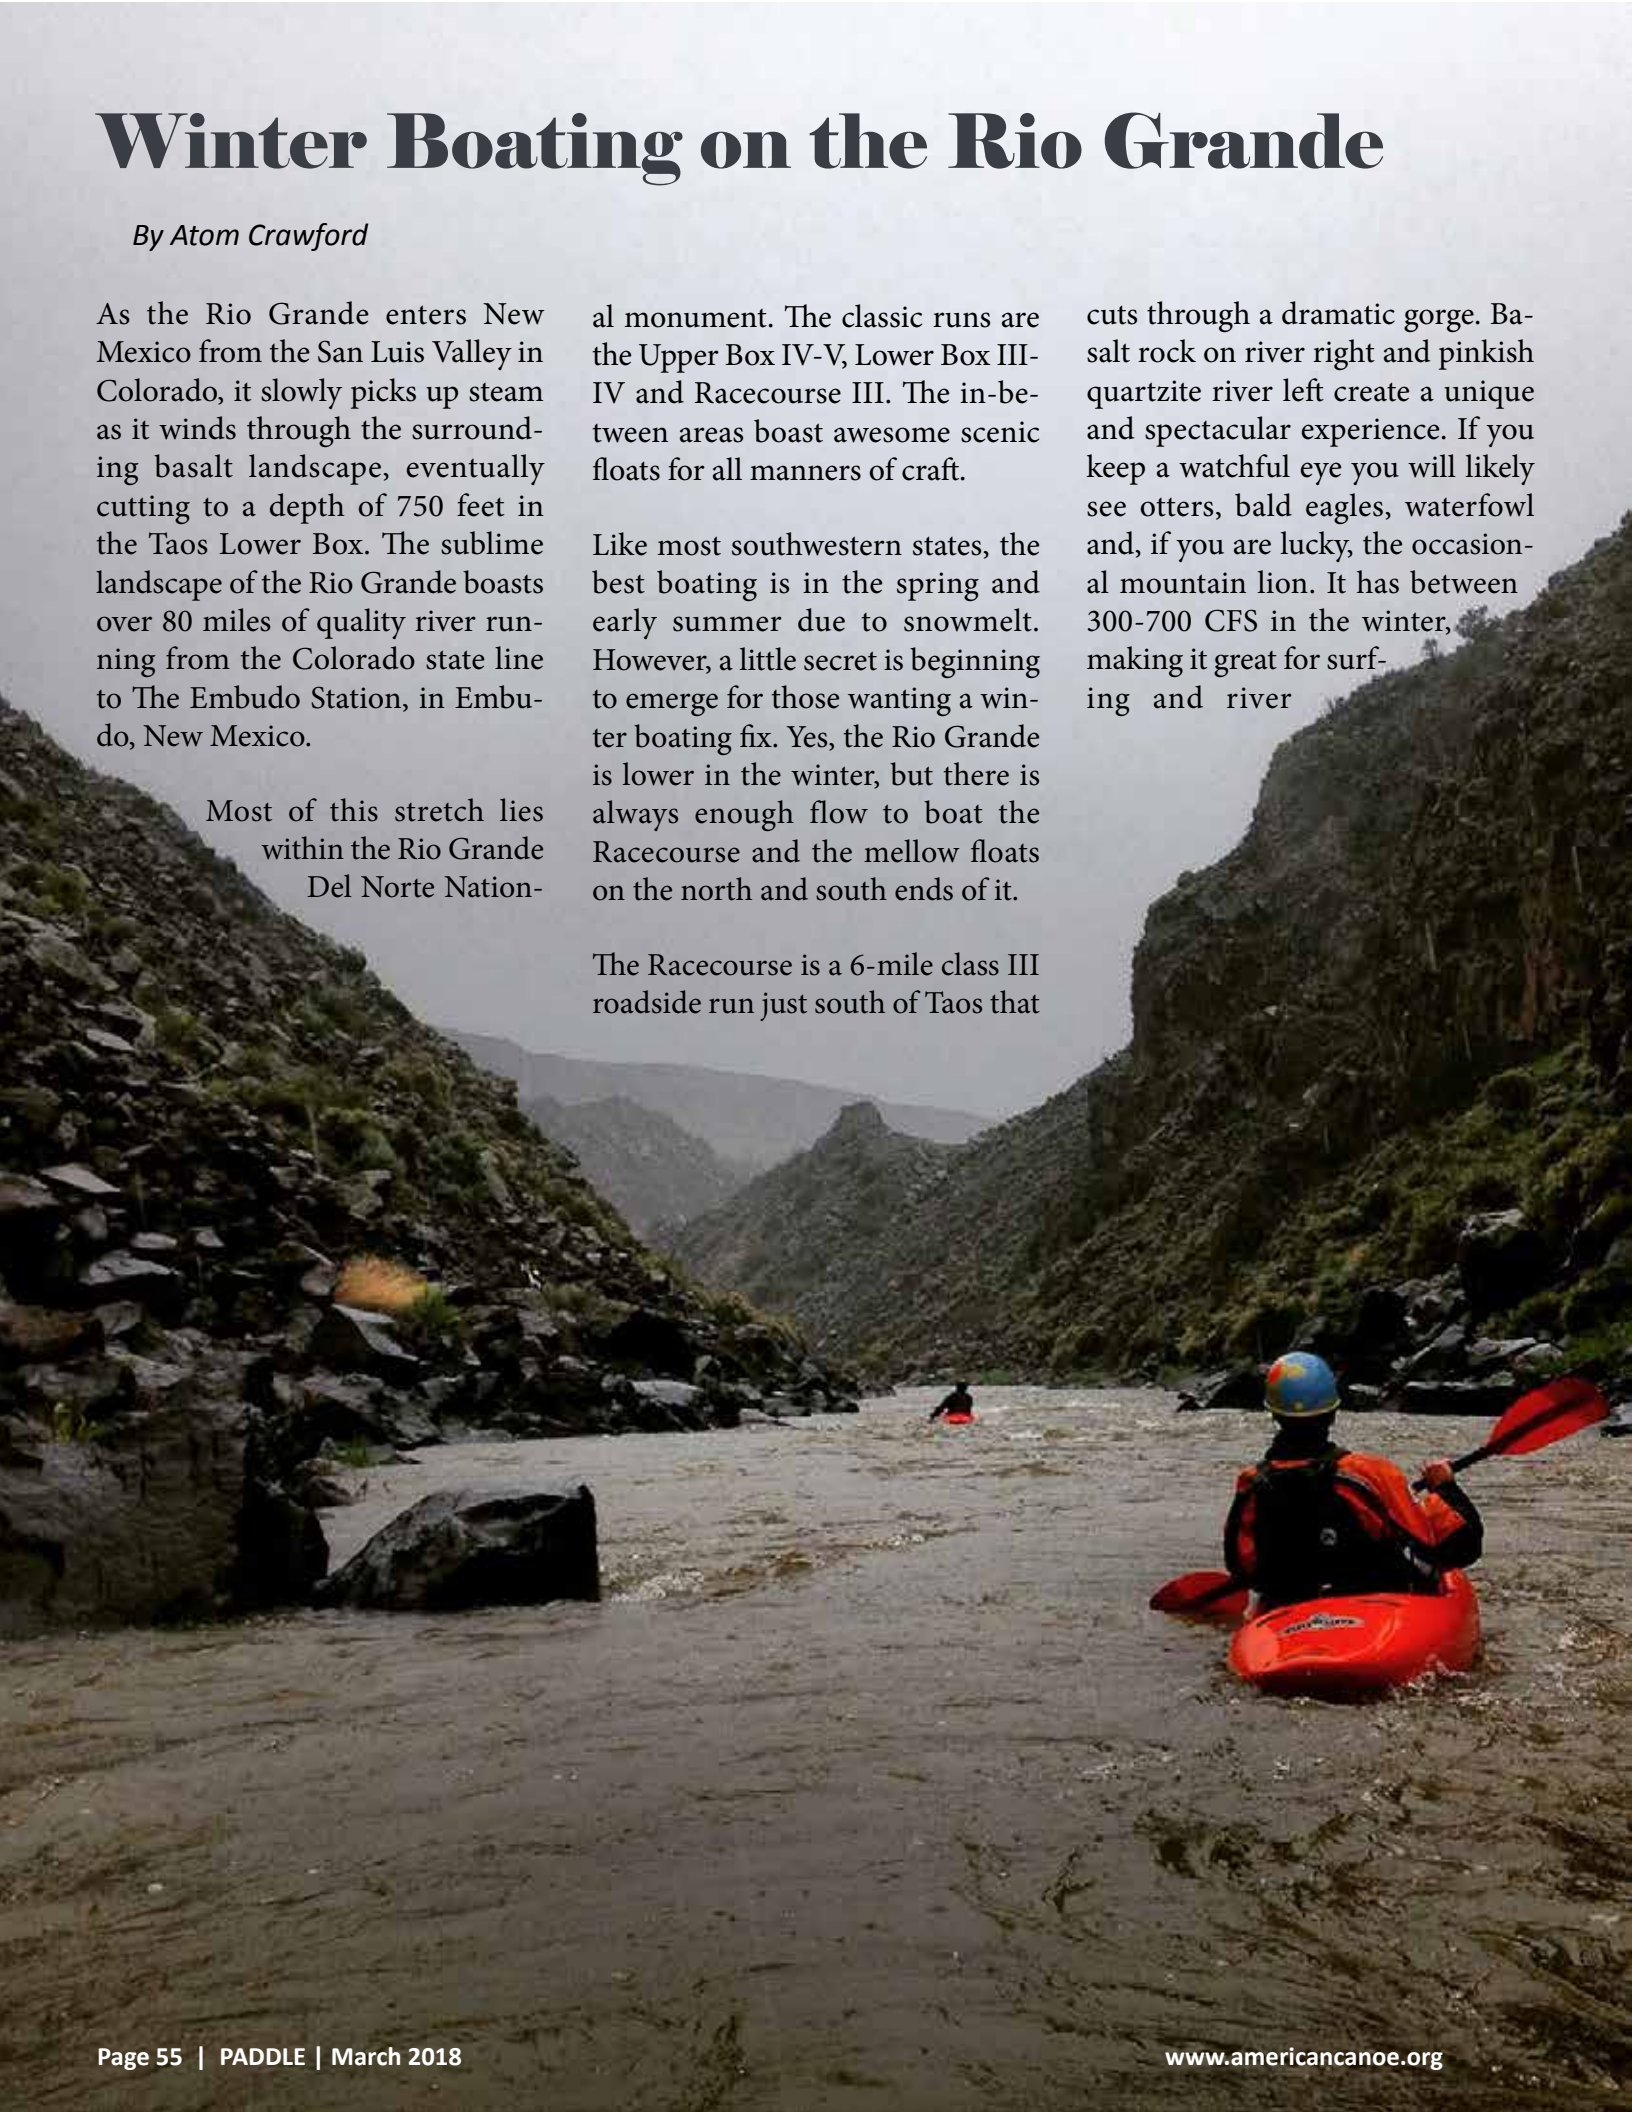 Winter Boating on the Rio Grande
By Atom Crawford
As the Rio Grande enters New
Mexico from the San Luis Valley in
Colorado, it slowly picks up steam
as it winds through the surround-
ing basalt landscape, eventually
cutting to a depth of 750 feet in
the Taos Lower Box. The sublime
landscape of the Rio Grande boasts
over 80 miles of quality river run-
ning from the Colorado state line
to The Embudo Station, in Embu-
do, New Mexico.
Most of this stretch lies
within the Rio Grande
Del Norte Nation-
al monument. The classic runs are
the Upper Box IV-V, Lower Box III-
IV and Racecourse III. The in-be-
tween areas boast awesome scenic
floats for all manners of craft.
Like most southwestern states, the
best boating is in the spring and
early summer due to snowmelt.
However, a little secret is beginning
to emerge for those wanting a win-
ter boating fix. Yes, the Rio Grande
is lower in the winter, but there is
always enough flow to boat the
Racecourse and the mellow floats
on the north and south ends of it.
The Racecourse is a 6-mile class III
roadside run just south of Taos that
cuts through a dramatic gorge. Ba-
salt rock on river right and pinkish
quartzite river left create a unique
and spectacular experience. If you
keep a watchful eye you will likely
see otters, bald eagles, waterfowl
and, if you are lucky, the occasion-
al mountain lion. It has between
300-700 CFS in the winter,
making it great for surf-
ing and river
Page 55 | PADDLE | March 2018
www.americancanoe.org